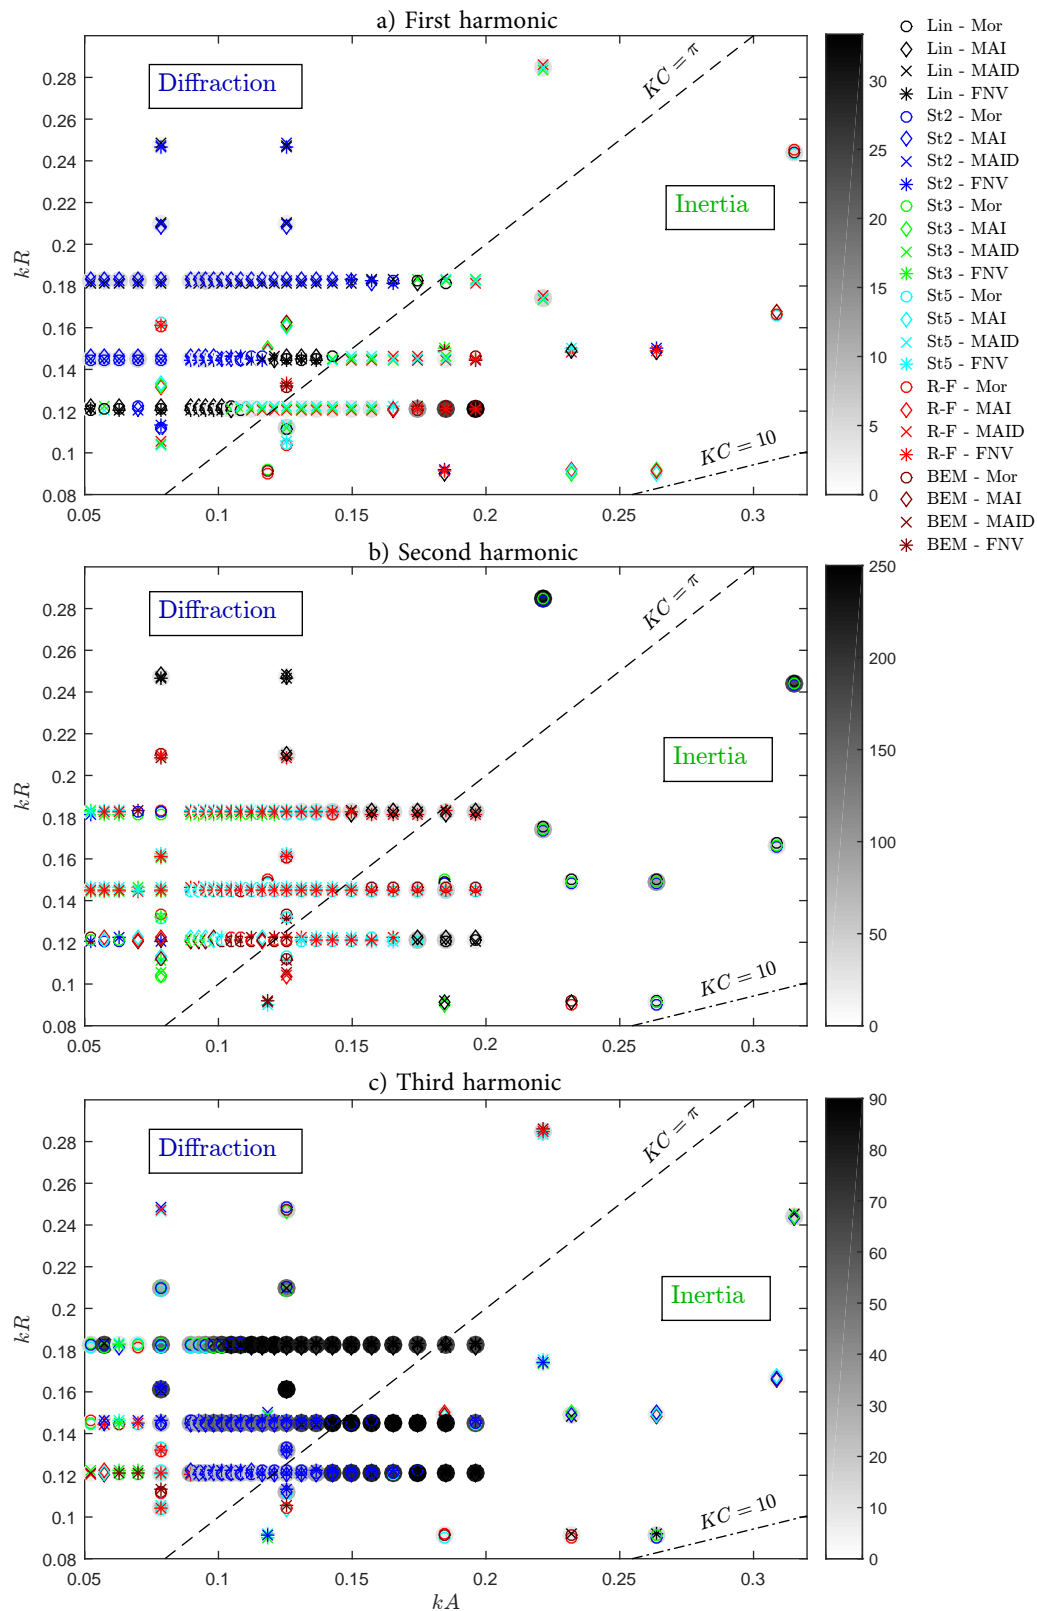 a) First harmonic
0.28
0.26
0.24
0.22
0.2
0.18
0.16
0.14
0.12
0.1
0.08
kR
Diffraction
Inertia
KC = π
KC = 10
0.05
0.1
0.15
0.2
0.25
0.3
30
25
20
15
10
5
0
Lin - Mor
Lin - MAI
Lin - MAID
Lin - FNV
St2 - Mor
St2 - MAI
St2 - MAID
St2 - FNV
St3 - Mor
St3 - MAI
St3 - MAID
St3 - FNV
St5 - Mor
St5 - MAI
St5 - MAID
St5 - FNV
R-F - Mor
R-F - MAI
R-F - MAID
R-F - FNV
BEM - Mor
BEM - MAI
BEM - MAID
BEM - FNV
b) Second harmonic
0.28
0.26
0.24
0.22
0.2
0.18
0.16
0.14
0.12
0.1
0.08
kR
Diffraction
Inertia
KC = π
KC = 10
0.05
0.1
0.15
0.2
0.25
0.3
250
200
150
100
50
0
c) Third harmonic
0.28
0.26
0.24
0.22
0.2
0.18
0.16
0.14
0.12
0.1
0.08
kR
Diffraction
Inertia
KC = π
KC = 10
0.05
0.1
0.15
0.2
0.25
0.3
kA
90
80
70
60
50
40
30
20
10
0